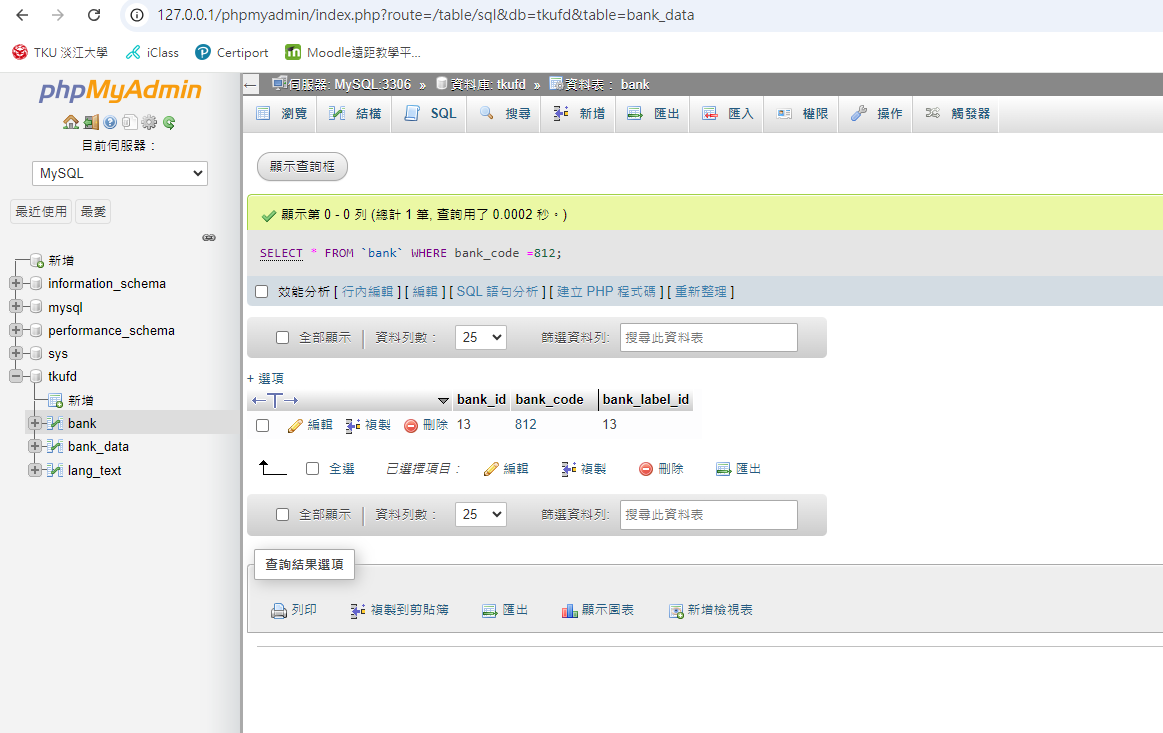 127.0.0.1/phpmyadmin/index.php?route=/table/sql&db=tkufd&table=bank_data
TKU 淡江大學 iClass Certiport Moodle遠距教學平...
phpMyAdmin
目前伺服器：
MySQL
最近使用 最愛
新增
information_schema
mysql
performance_schema
sys
tkufd
新增
bank
bank_data
lang_text
伺服器: MySQL:3306 » 資料庫: tkufd » 資料表： bank
瀏覽 結構 SQL 搜尋 新增 匯出 匯入 權限 操作 觸發器
顯示查詢框
顯示第 0 - 0 列 (總計 1 筆, 查詢用了 0.0002 秒。)
SELECT * FROM `bank` WHERE bank_code =812;
效能分析 [ 行內編輯 ] [ 編輯 ] [ SQL 語句分析 ] [ 建立 PHP 程式碼 ] [ 重新整理 ]
全部顯示 資料列數： 25 篩選資料列: 搜尋此資料表
+ 選項
←T→ bank_id bank_code bank_label_id
編輯 複製 刪除 13 812 13
全選 已選擇項目： 編輯 複製 刪除 匯出
全部顯示 資料列數： 25 篩選資料列: 搜尋此資料表
查詢結果選項
列印 複製到剪貼簿 匯出 顯示圖表 新增檢視表